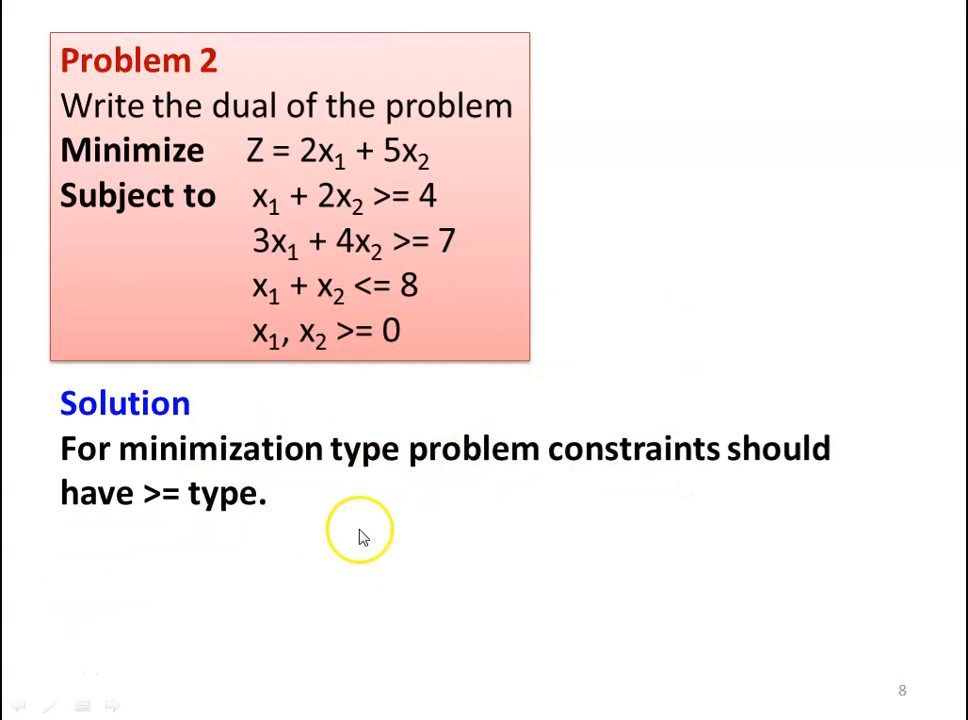 Problem 2
Write the dual of the problem
Minimize Z = 2x₁ + 5x₂
Subject to x₁ + 2x₂ >= 4
3x₁ + 4x₂ >= 7
x₁ + x₂ <= 8
x₁, x₂ >= 0
Solution
For minimization type problem constraints should
have >= type.
8